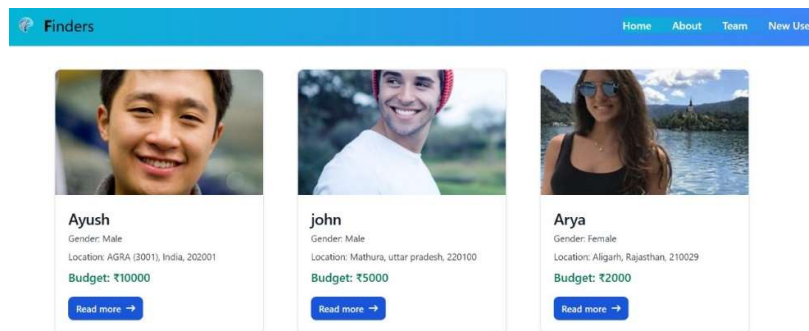 Finders
Home About Team New Use
Ayush
Gender: Male
Location: AGRA (3001), India, 202001
Budget: ₹10000
Read more →
john
Gender: Male
Location: Mathura, uttar pradesh, 220100
Budget: ₹5000
Read more →
Arya
Gender: Female
Location: Aligarh, Rajasthan, 210029
Budget: ₹2000
Read more →